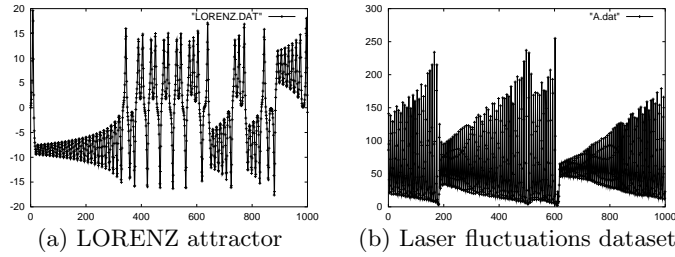 20
15
10
5
0
-5
-10
-15
-20
0 200 400 600 800 1000
"LORENZ.DAT"
(a) LORENZ attractor
300
250
200
150
100
50
0
0 200 400 600 800 1000
"A.dat"
(b) Laser fluctuations dataset